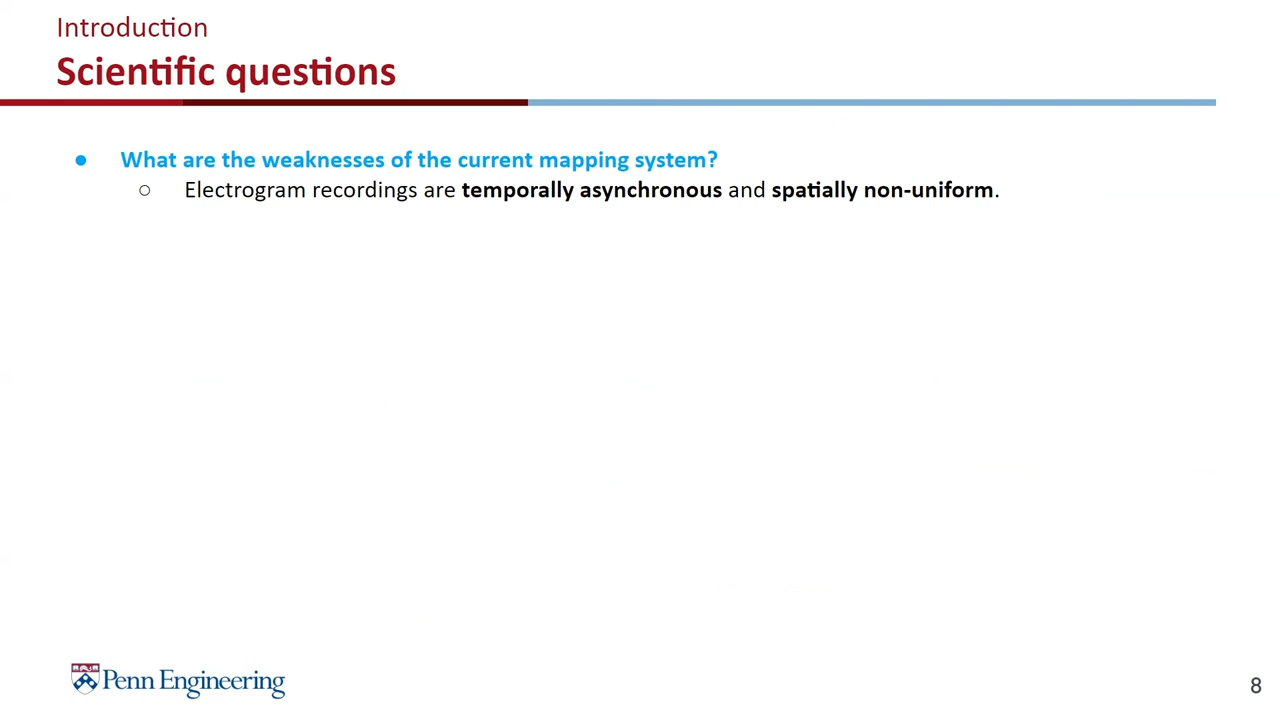 Introduction
Scientific questions
● What are the weaknesses of the current mapping system?
○ Electrogram recordings are temporally asynchronous and spatially non-uniform.
Penn Engineering
8